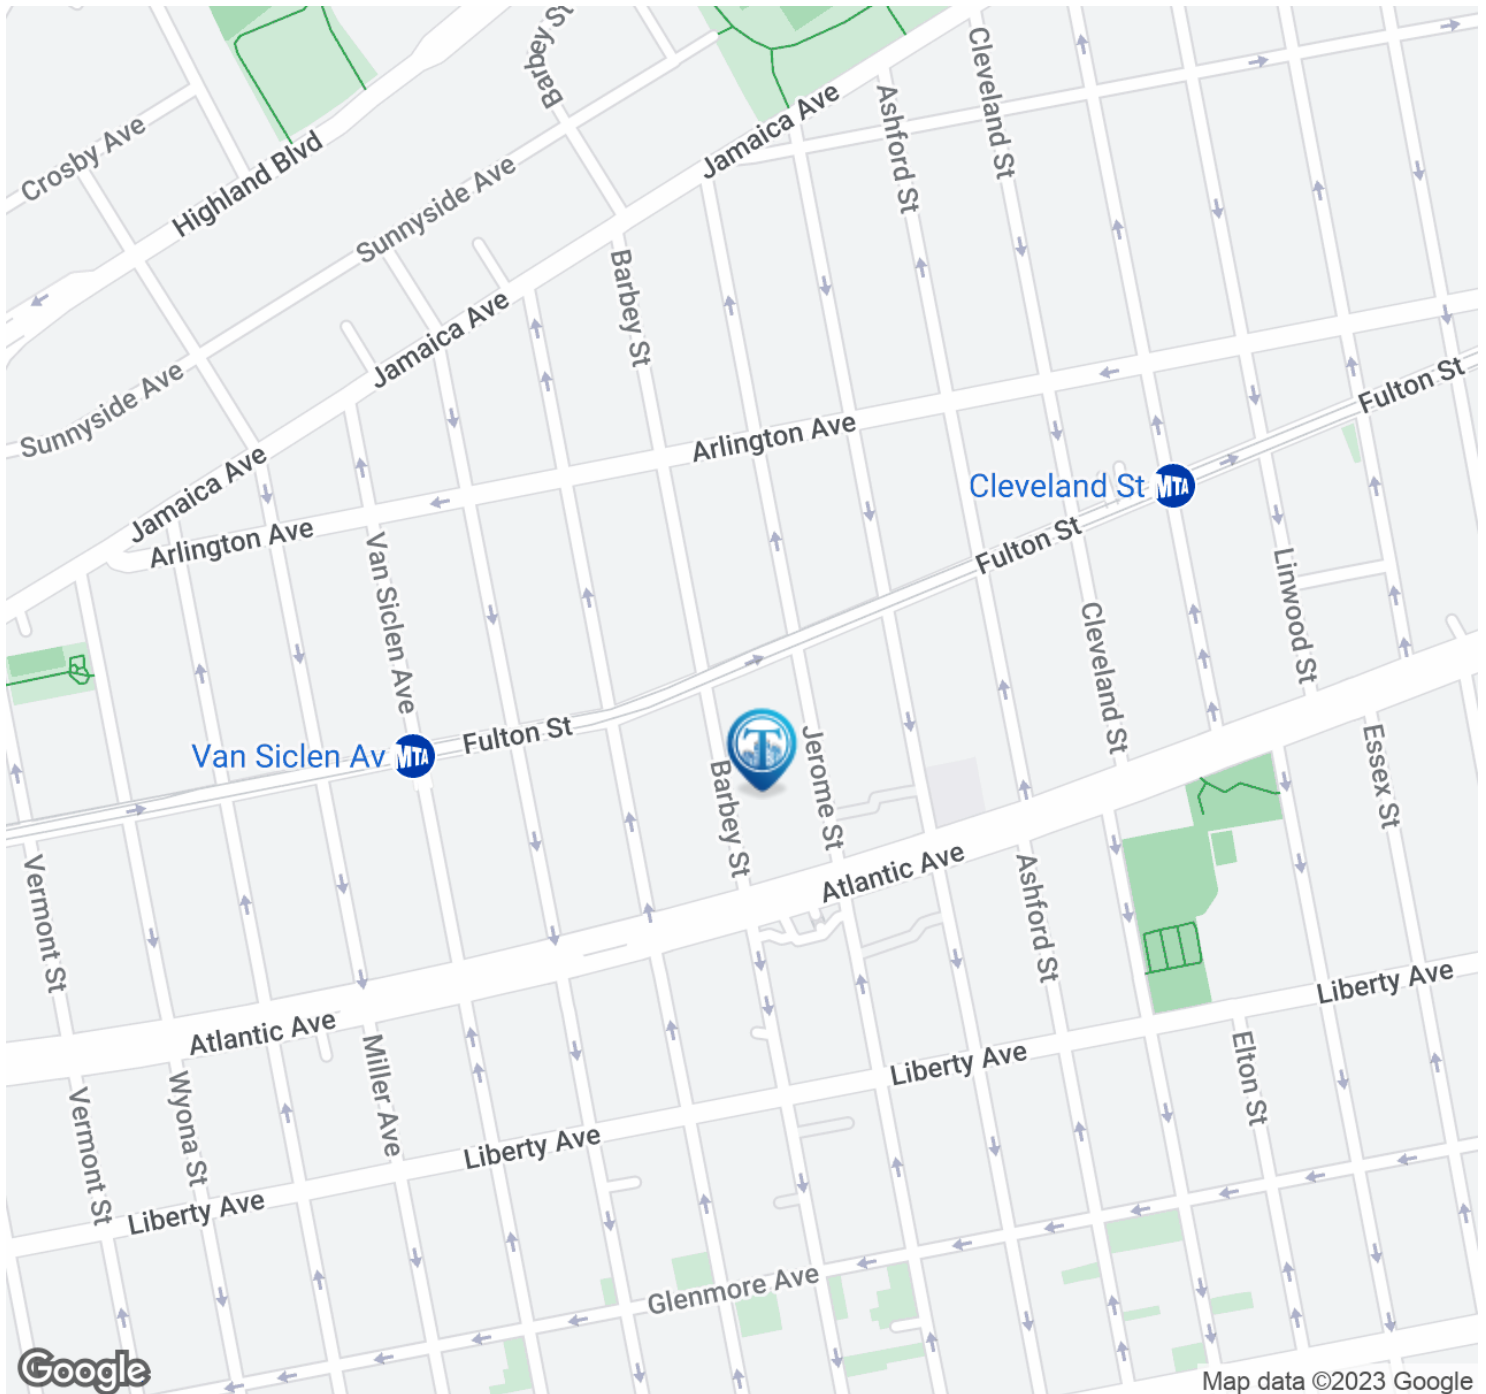 Barbey St
Cleveland St
Ashford St
Jamaica Ave
Crosby Ave
Highland Blvd
Sunnyside Ave
Barbey St
Jamaica Ave
Sunnyside Ave
Fulton St
Arlington Ave
Jamaica Ave
Cleveland St
MTA
Arlington Ave
Fulton St
Van Siclen Ave
Linwood St
Cleveland St
Fulton St
T
Van Siclen Av
MTA
Jerome St
Barbey St
Essex St
Vermont St
Atlantic Ave
Ashford St
Liberty Ave
Atlantic Ave
Miller Ave
Liberty Ave
Elton St
Wyona St
Vermont St
Liberty Ave
Liberty Ave
Glenmore Ave
Google
Map data ©2023 Google